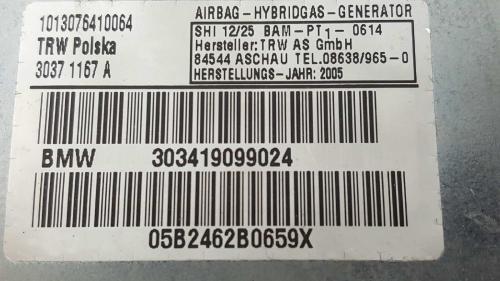 1013076410064
TRW Polska
30371 1167 A
AIRBAG-HYBRIDGAS-GENERATOR
SHI 12/25 BAM-PT1-0614
Hersteller:TRW AS GmbH
84544 ASCHAU TEL.08638/965-0
HERSTELLUNGS-JAHR: 2005
BMW 303419099024
05B2462B0659X